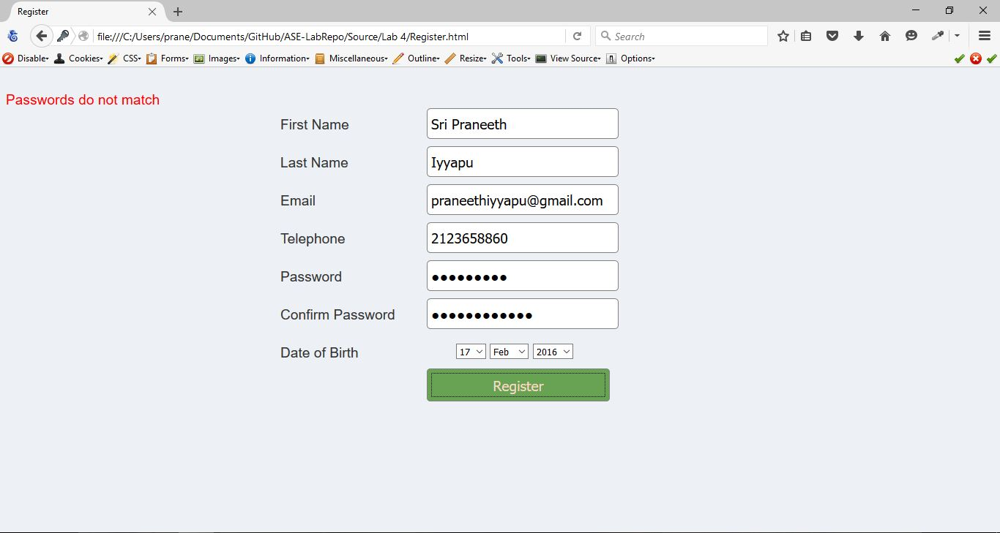 Register
file:///C:/Users/prane/Documents/GitHub/ASE-LabRepo/Source/Lab 4/Register.html
Search
Disable Cookies CSS Forms Images Information Miscellaneous Outline Resize Tools View Source Options
Passwords do not match
First Name Sri Praneeth
Last Name Iyyapu
Email praneethiyyapu@gmail.com
Telephone 2123658860
Password ●●●●●●●●●
Confirm Password ●●●●●●●●●●●●
Date of Birth 17 Feb 2016
Register